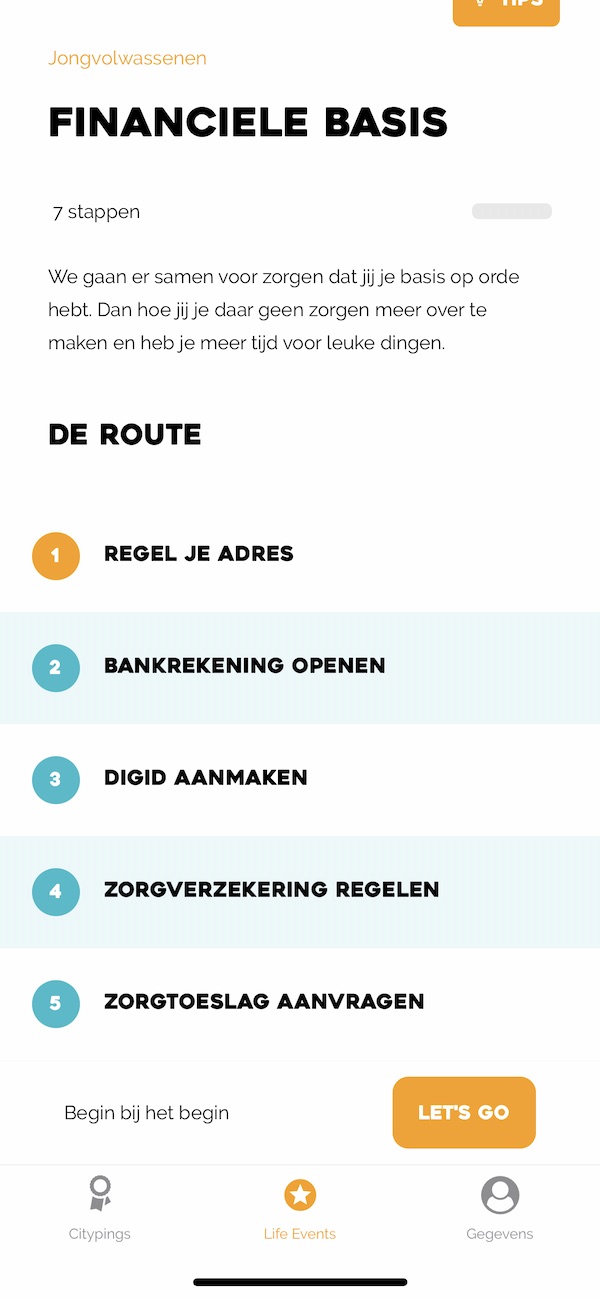 TIPS
Jongvolwassenen
FINANCIELE BASIS
7 stappen
We gaan er samen voor zorgen dat jij je basis op orde
hebt. Dan hoe jij je daar geen zorgen meer over te
maken en heb je meer tijd voor leuke dingen.
DE ROUTE
1 REGEL JE ADRES
2 BANKREKENING OPENEN
3 DIGID AANMAKEN
4 ZORGVERZEKERING REGELEN
5 ZORGTOESLAG AANVRAGEN
Begin bij het begin LET'S GO
Citypings Life Events Gegevens